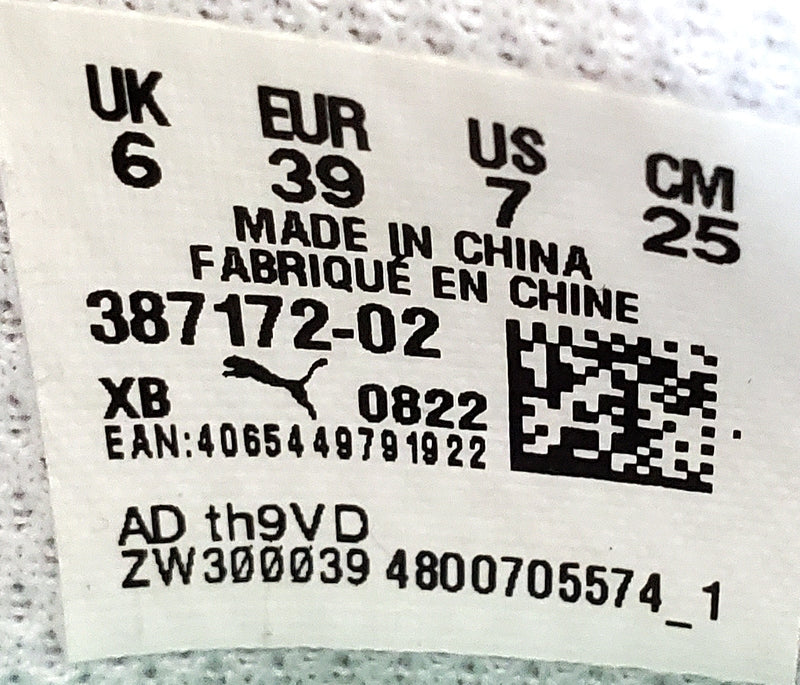 UK EUR US CM
6 39 7 25
MADE IN CHINA
FABRIQUÉ EN CHINE
387172-02
XB 0822
EAN:4065449791922
AD th9VD
ZW300039 4800705574_1